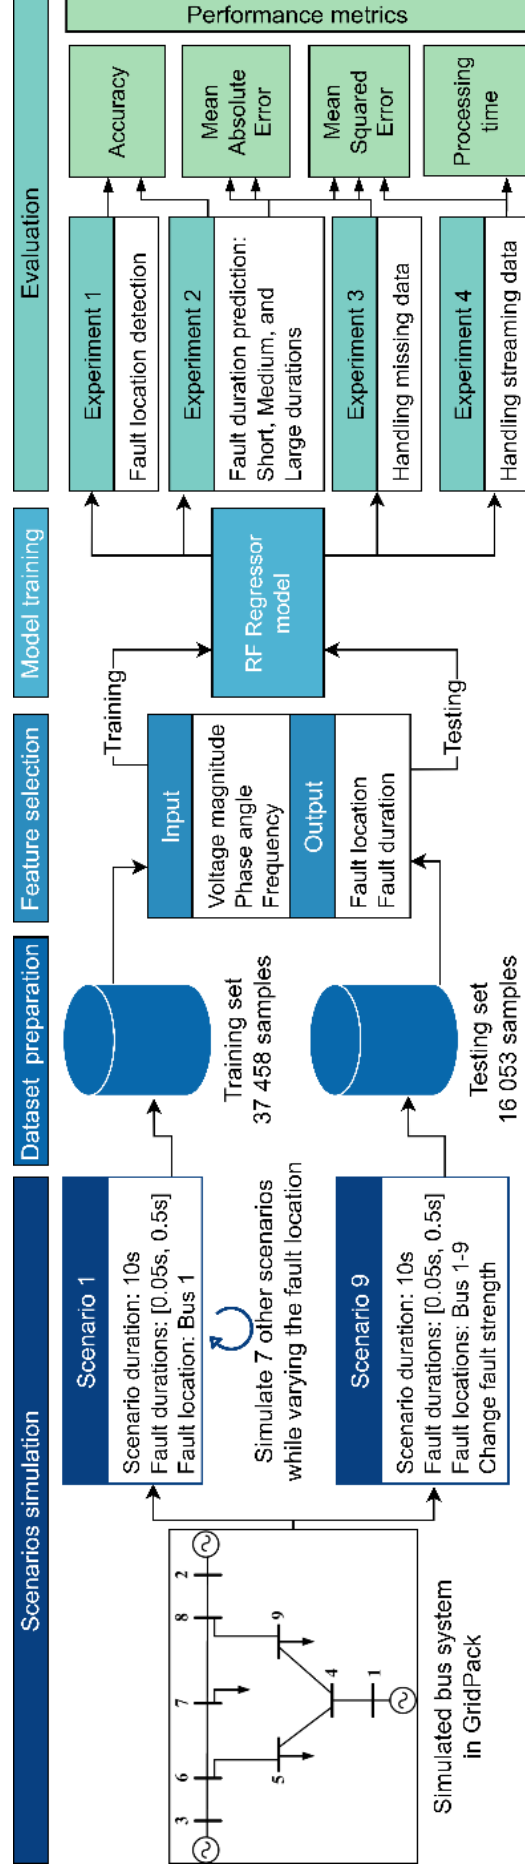 Scenarios simulation
Dataset preparation
Feature selection
Model training
Evaluation
3
6
7
8
2
5
9
4
1
Simulated bus system
in GridPack
Scenario 1
Scenario duration: 10s
Fault durations: [0.05s, 0.5s]
Fault location: Bus 1
Simulate 7 other scenarios
while varying the fault location
Scenario 9
Scenario duration: 10s
Fault durations: [0.05s, 0.5s]
Fault locations: Bus 1-9
Change fault strength
Training set
37 458 samples
Testing set
16 053 samples
Input
Voltage magnitude
Phase angle
Frequency
Output
Fault location
Fault duration
Training
Testing
RF Regressor
model
Experiment 1
Fault location detection
Experiment 2
Fault duration prediction:
Short, Medium, and
Large durations
Experiment 3
Handling missing data
Experiment 4
Handling streaming data
Accuracy
Mean
Absolute
Error
Mean
Squared
Error
Processing
time
Performance metrics